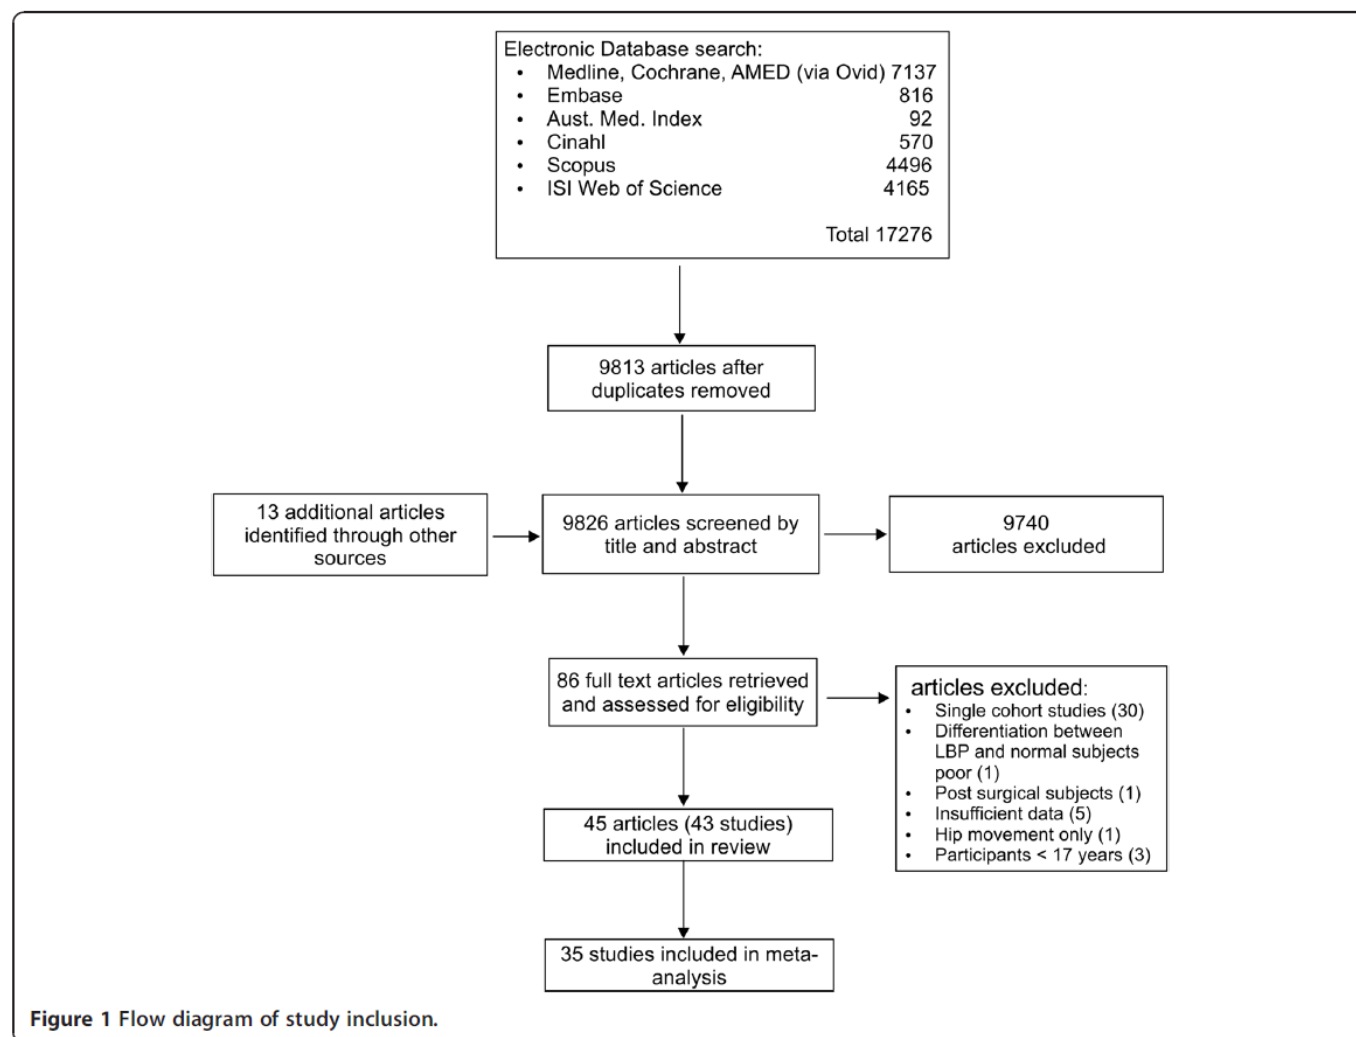 Electronic Database search:
• Medline, Cochrane, AMED (via Ovid) 7137
• Embase 816
• Aust. Med. Index 92
• Cinahl 570
• Scopus 4496
• ISI Web of Science 4165
Total 17276
9813 articles after
duplicates removed
13 additional articles
identified through other
sources
9826 articles screened by
title and abstract
9740
articles excluded
86 full text articles retrieved
and assessed for eligibility
articles excluded:
• Single cohort studies (30)
• Differentiation between
LBP and normal subjects
poor (1)
• Post surgical subjects (1)
• Insufficient data (5)
• Hip movement only (1)
• Participants < 17 years (3)
45 articles (43 studies)
included in review
35 studies included in meta-
analysis
Figure 1 Flow diagram of study inclusion.